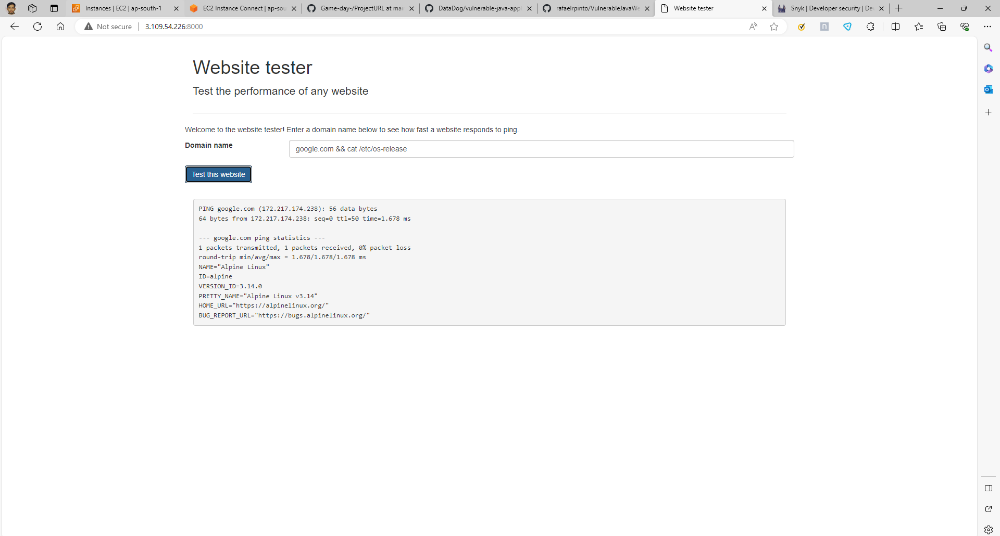 Instances | EC2 | ap-south-1
EC2 Instance Connect | ap-sou
Game-day-/ProjectURL at mai
DataDog/vulnerable-java-appl
rafaelrpinto/VulnerableJavaWe
Website tester
Snyk | Developer security | De
Not secure
3.109.54.226:8000
Website tester
Test the performance of any website
Welcome to the website tester! Enter a domain name below to see how fast a website responds to ping.
Domain name
google.com && cat /etc/os-release
Test this website
PING google.com (172.217.174.238): 56 data bytes
64 bytes from 172.217.174.238: seq=0 ttl=50 time=1.678 ms
--- google.com ping statistics ---
1 packets transmitted, 1 packets received, 0% packet loss
round-trip min/avg/max = 1.678/1.678/1.678 ms
NAME="Alpine Linux"
ID=alpine
VERSION_ID=3.14.0
PRETTY_NAME="Alpine Linux v3.14"
HOME_URL="https://alpinelinux.org/"
BUG_REPORT_URL="https://bugs.alpinelinux.org/"